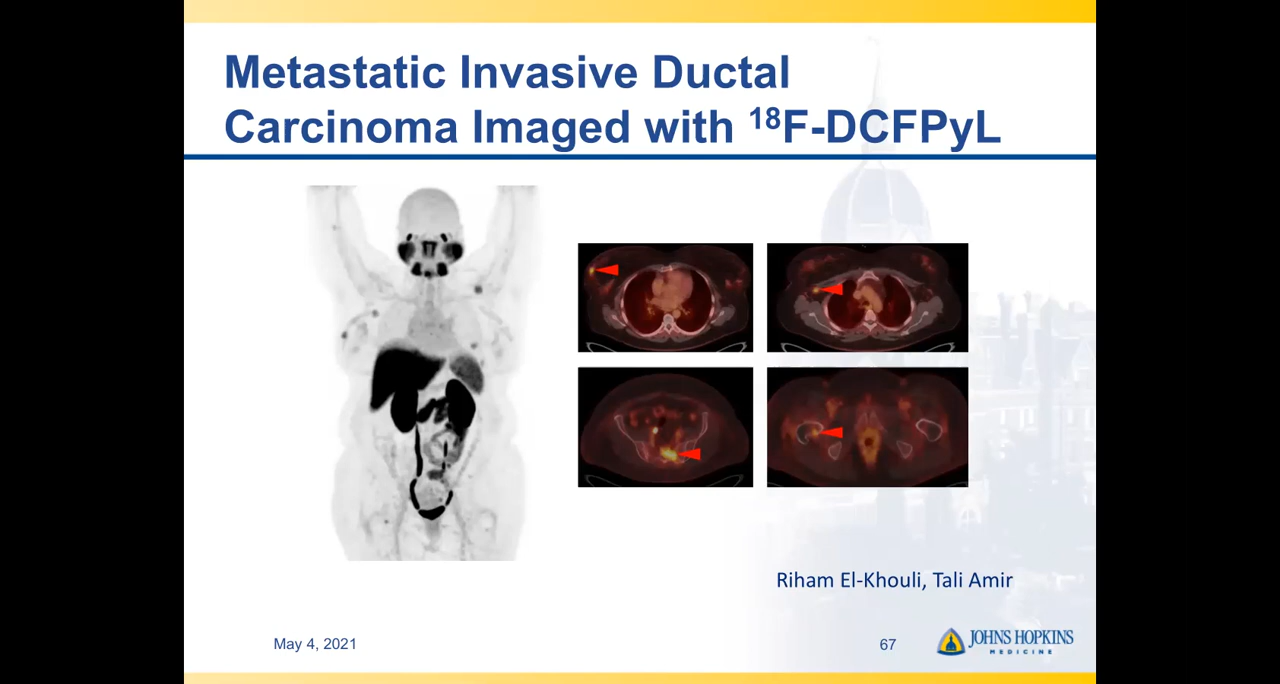 Metastatic Invasive Ductal
Carcinoma Imaged with ¹⁸F-DCFPyL
Riham El-Khouli, Tali Amir
May 4, 2021
67
JOHNS HOPKINS
MEDICINE